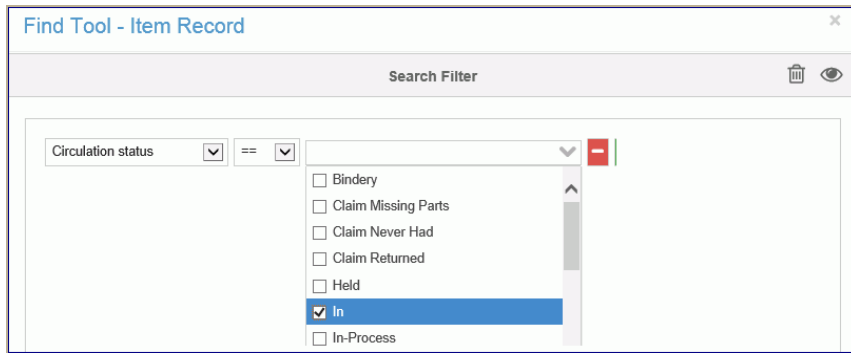 Find Tool - Item Record
Search Filter
Circulation status == 
Bindery
Claim Missing Parts
Claim Never Had
Claim Returned
Held
In
In-Process